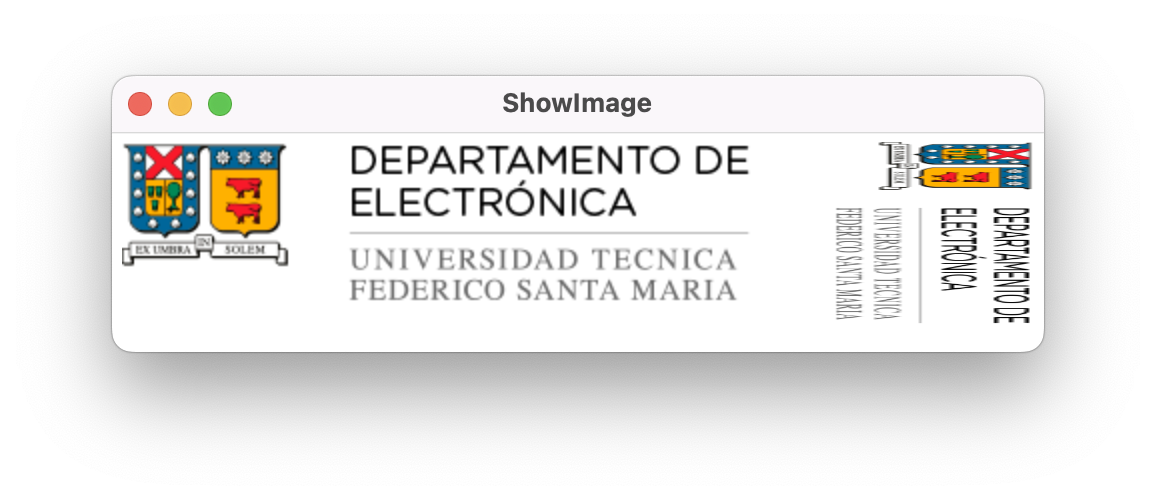 ShowImage
EX UMBRA IN SOLEM
DEPARTAMENTO DE
ELECTRÓNICA
UNIVERSIDAD TECNICA
FEDERICO SANTA MARIA
DEPARTAMENTO DE
ELECTRÓNICA
UNIVERSIDAD TECNICA
FEDERICO SANTA MARIA